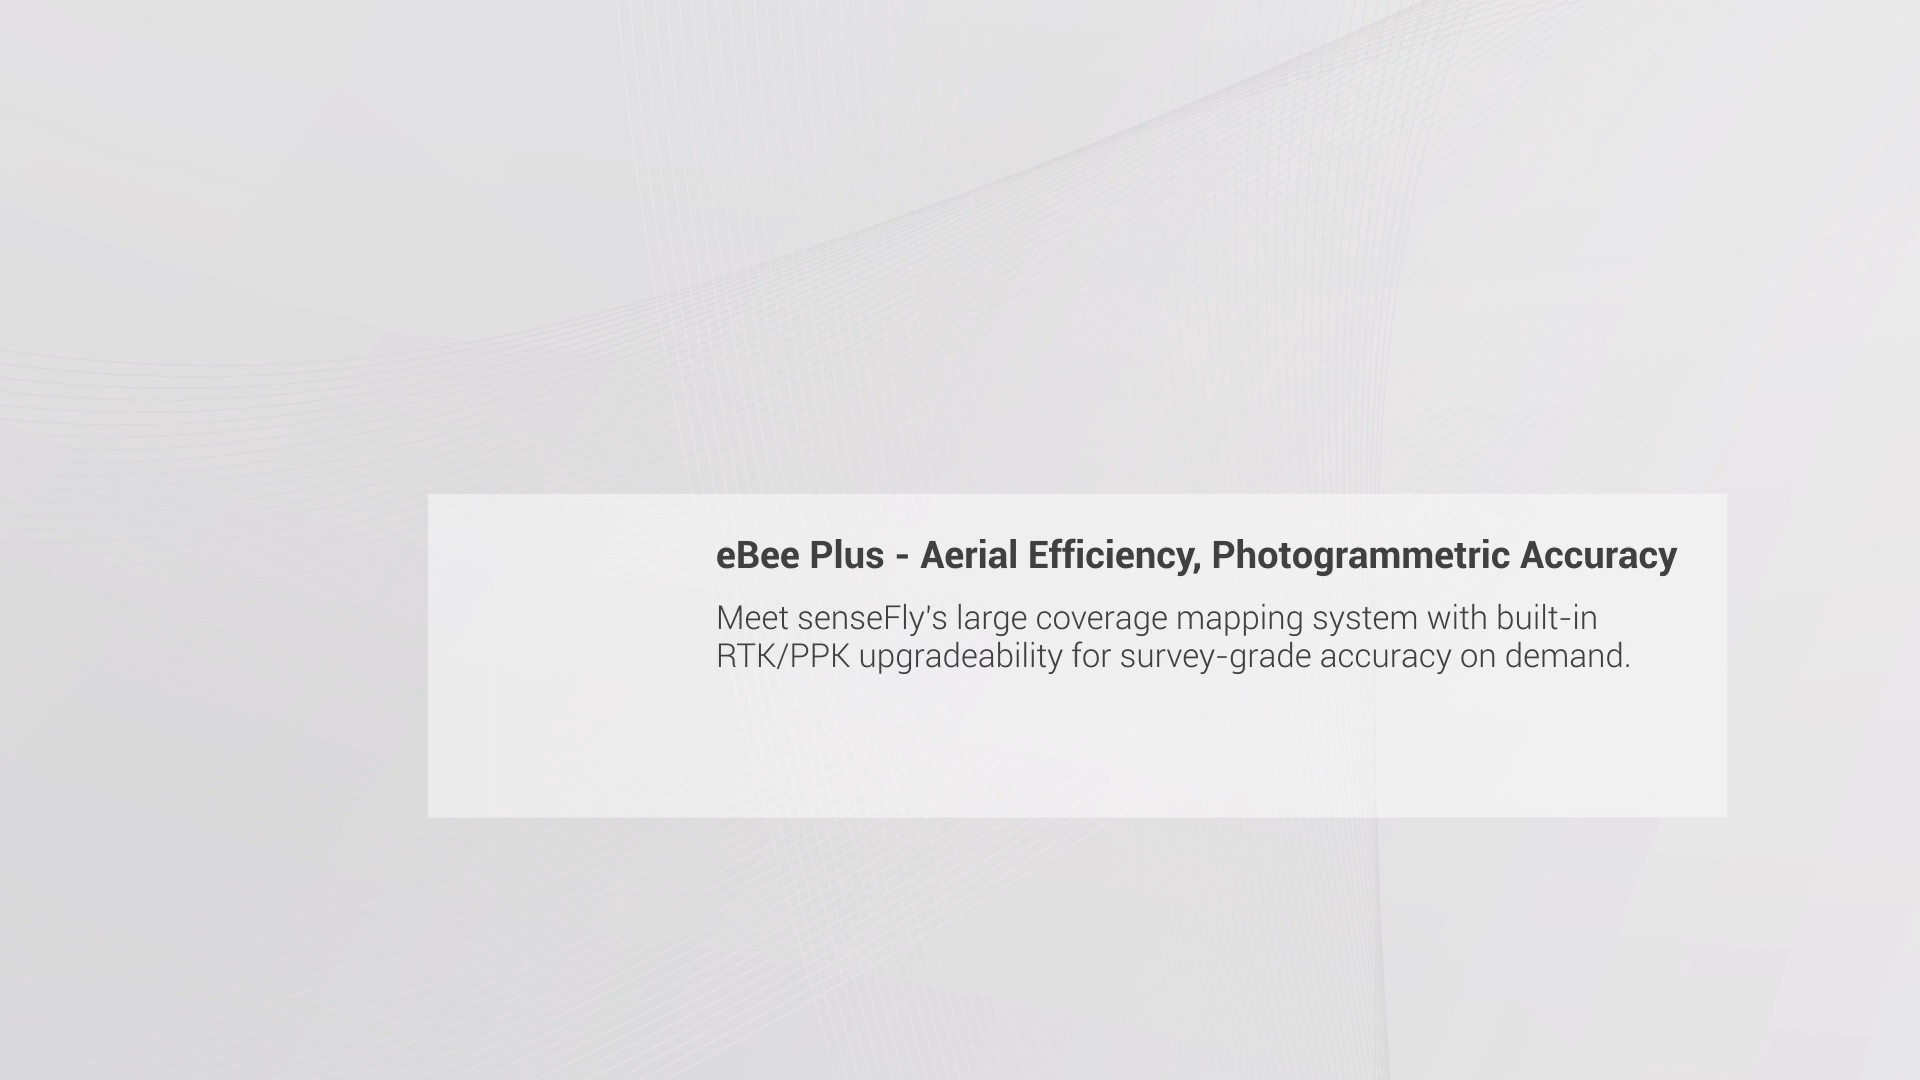 eBee Plus - Aerial Efficiency, Photogrammetric Accuracy
Meet senseFly's large coverage mapping system with built-in
RTK/PPK upgradeability for survey-grade accuracy on demand.